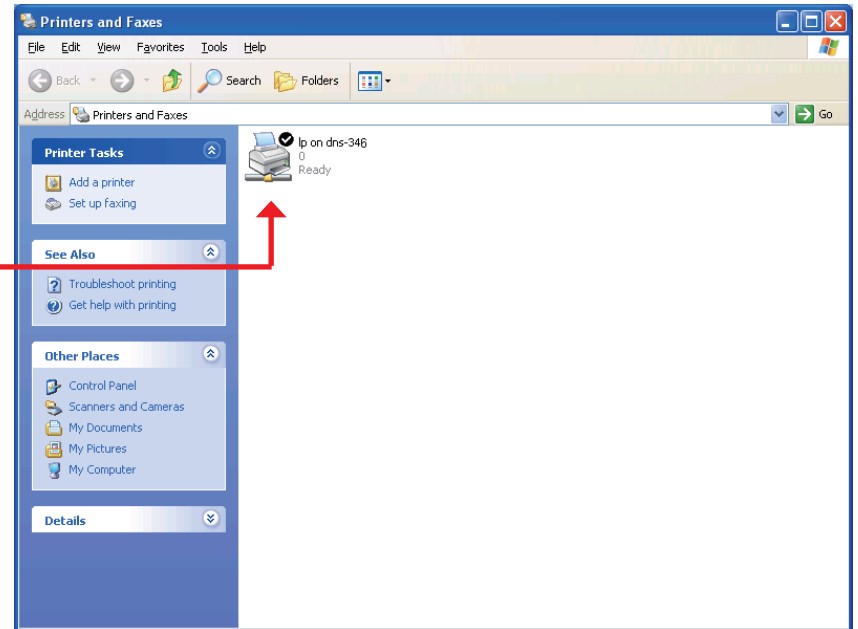 Printers and Faxes
File Edit View Favorites Tools Help
Back Search Folders
Address Printers and Faxes Go
Printer Tasks
Add a printer
Set up faxing
See Also
Troubleshoot printing
Get help with printing
Other Places
Control Panel
Scanners and Cameras
My Documents
My Pictures
My Computer
Details
lp on dns-346
0
Ready